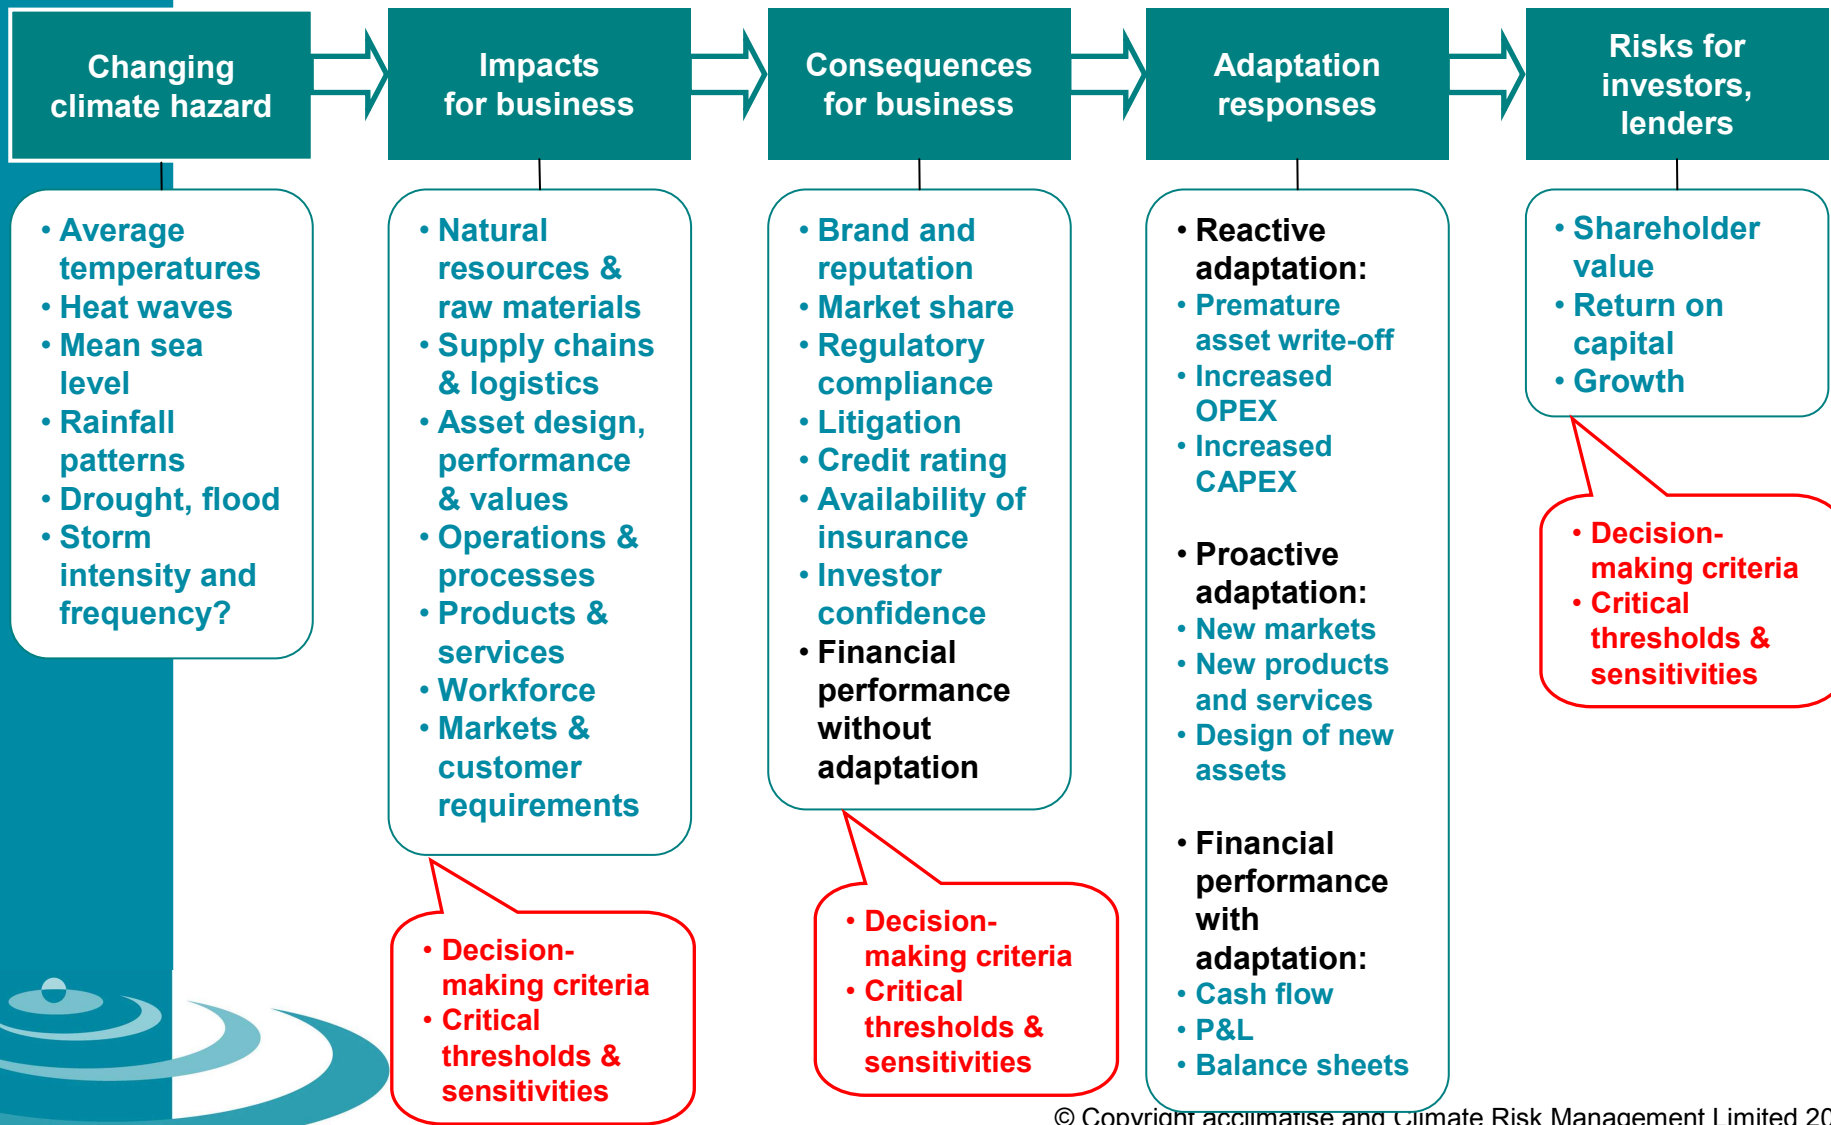 Changing
climate hazard
Impacts
for business
Consequences
for business
Adaptation
responses
Risks for
investors,
lenders
• Average
temperatures
• Heat waves
• Mean sea
level
• Rainfall
patterns
• Drought, flood
• Storm
intensity and
frequency?
• Natural
resources &
raw materials
• Supply chains
& logistics
• Asset design,
performance
& values
• Operations &
processes
• Products &
services
• Workforce
• Markets &
customer
requirements
• Decision-
making criteria
• Critical
thresholds &
sensitivities
• Brand and
reputation
• Market share
• Regulatory
compliance
• Litigation
• Credit rating
• Availability of
insurance
• Investor
confidence
• Financial
performance
without
adaptation
• Decision-
making criteria
• Critical
thresholds &
sensitivities
• Reactive
adaptation:
• Premature
asset write-off
• Increased
OPEX
• Increased
CAPEX
• Proactive
adaptation:
• New markets
• New products
and services
• Design of new
assets
• Financial
performance
with
adaptation:
• Cash flow
• P&L
• Balance sheets
• Shareholder
value
• Return on
capital
• Growth
• Decision-
making criteria
• Critical
thresholds &
sensitivities
© Copyright acclimatise and Climate Risk Management Limited 20